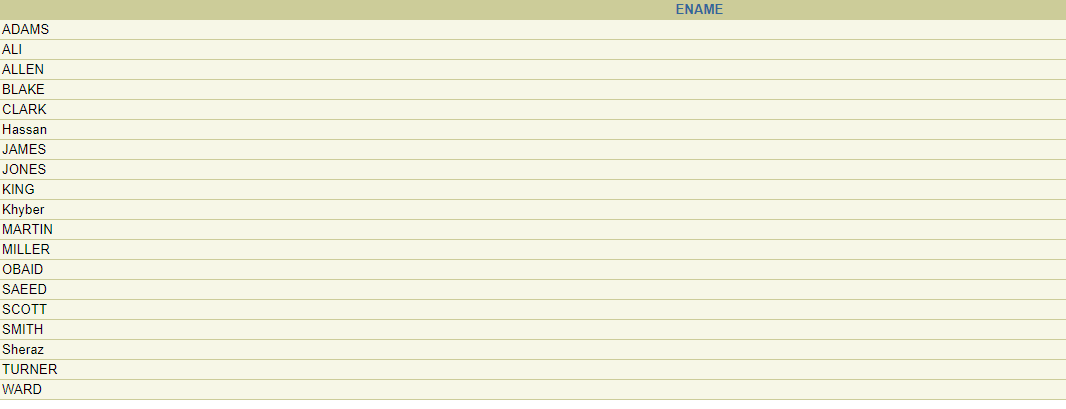 ENAME
ADAMS
ALI
ALLEN
BLAKE
CLARK
Hassan
JAMES
JONES
KING
Khyber
MARTIN
MILLER
OBAID
SAEED
SCOTT
SMITH
Sheraz
TURNER
WARD